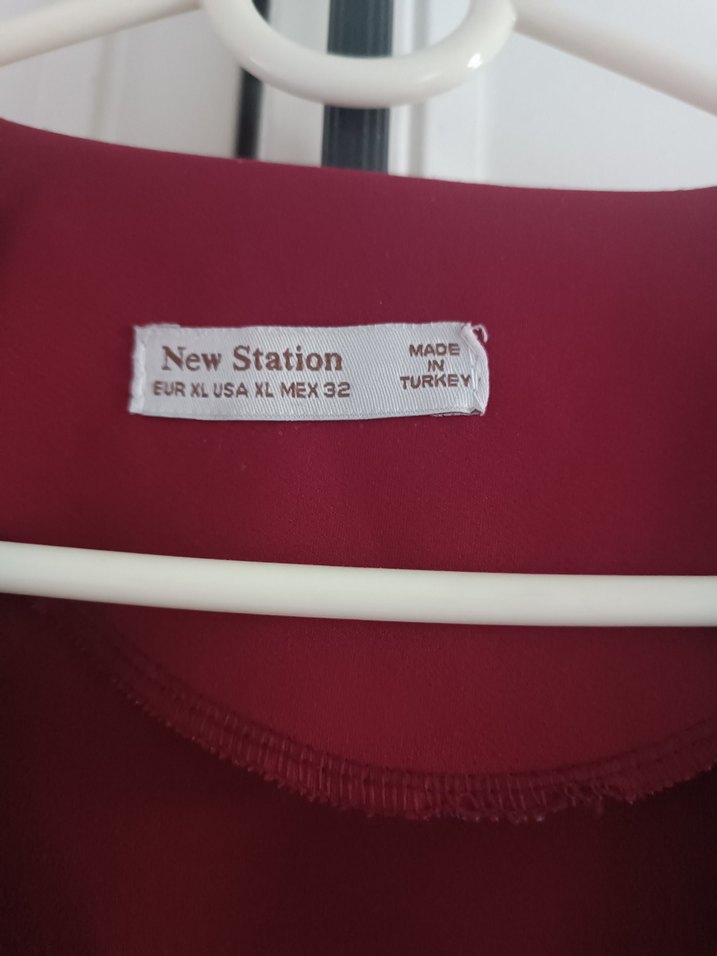 New Station
EUR XL USA XL MEX 32
MADE
IN
TURKEY